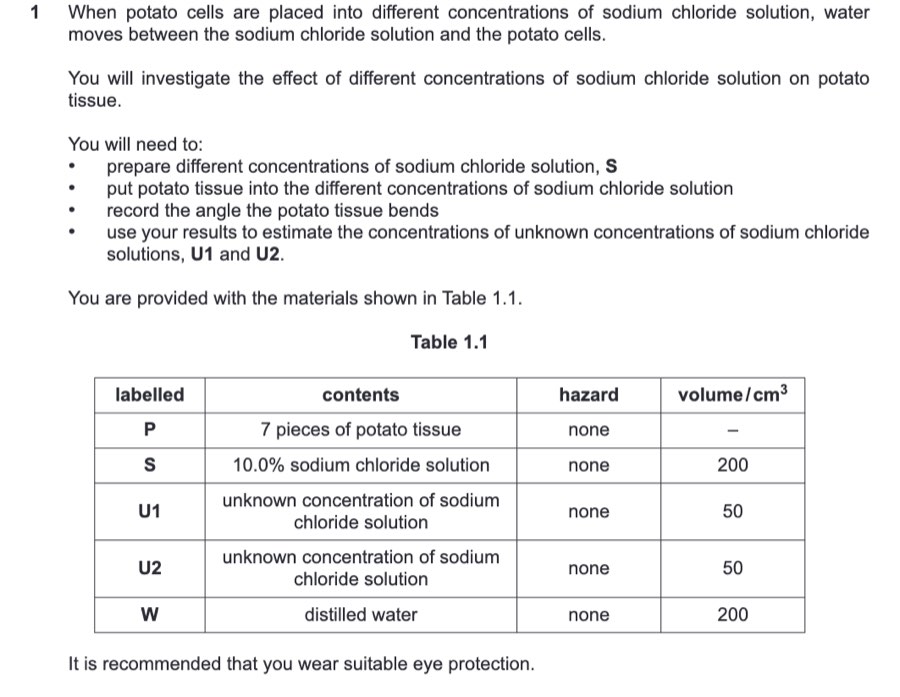 1 When potato cells are placed into different concentrations of sodium chloride solution, water
moves between the sodium chloride solution and the potato cells.
You will investigate the effect of different concentrations of sodium chloride solution on potato
tissue.
You will need to:
• prepare different concentrations of sodium chloride solution, S
• put potato tissue into the different concentrations of sodium chloride solution
• record the angle the potato tissue bends
• use your results to estimate the concentrations of unknown concentrations of sodium chloride
solutions, U1 and U2.
You are provided with the materials shown in Table 1.1.
Table 1.1
labelled contents hazard volume/cm³
P 7 pieces of potato tissue none –
S 10.0% sodium chloride solution none 200
U1 unknown concentration of sodium
chloride solution none 50
U2 unknown concentration of sodium
chloride solution none 50
W distilled water none 200
It is recommended that you wear suitable eye protection.